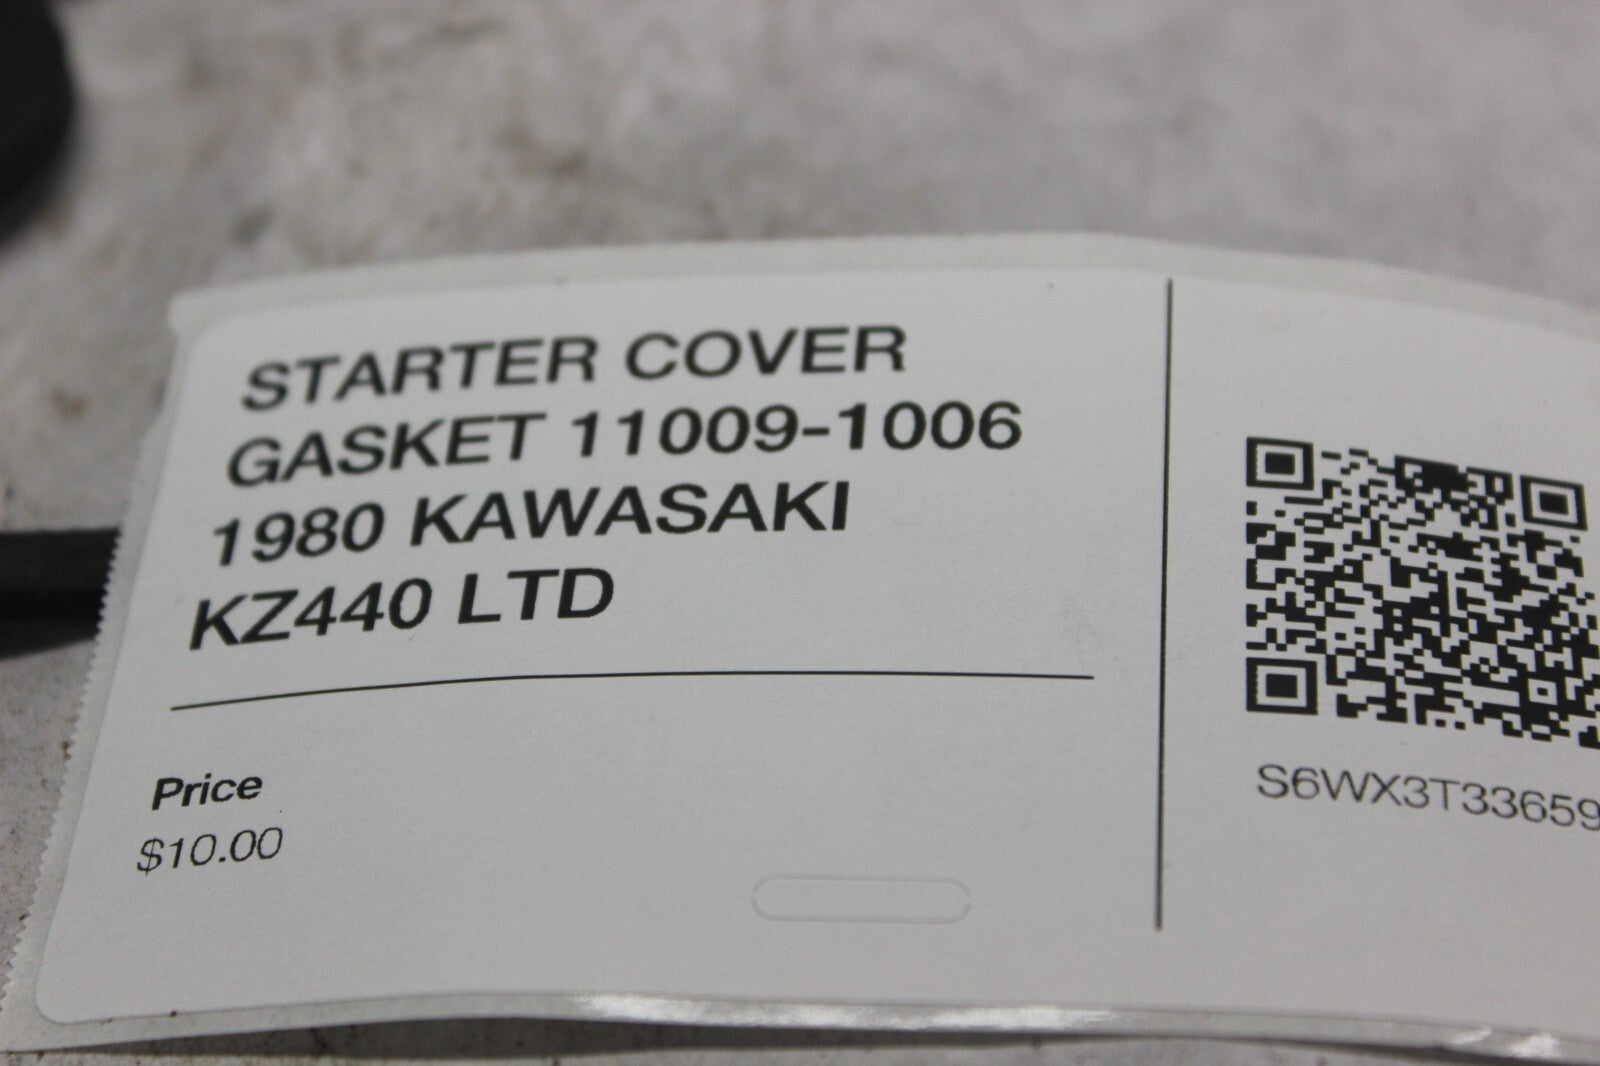 STARTER COVER
GASKET 11009-1006
1980 KAWASAKI
KZ440 LTD
Price
$10.00
S6WX3T33659